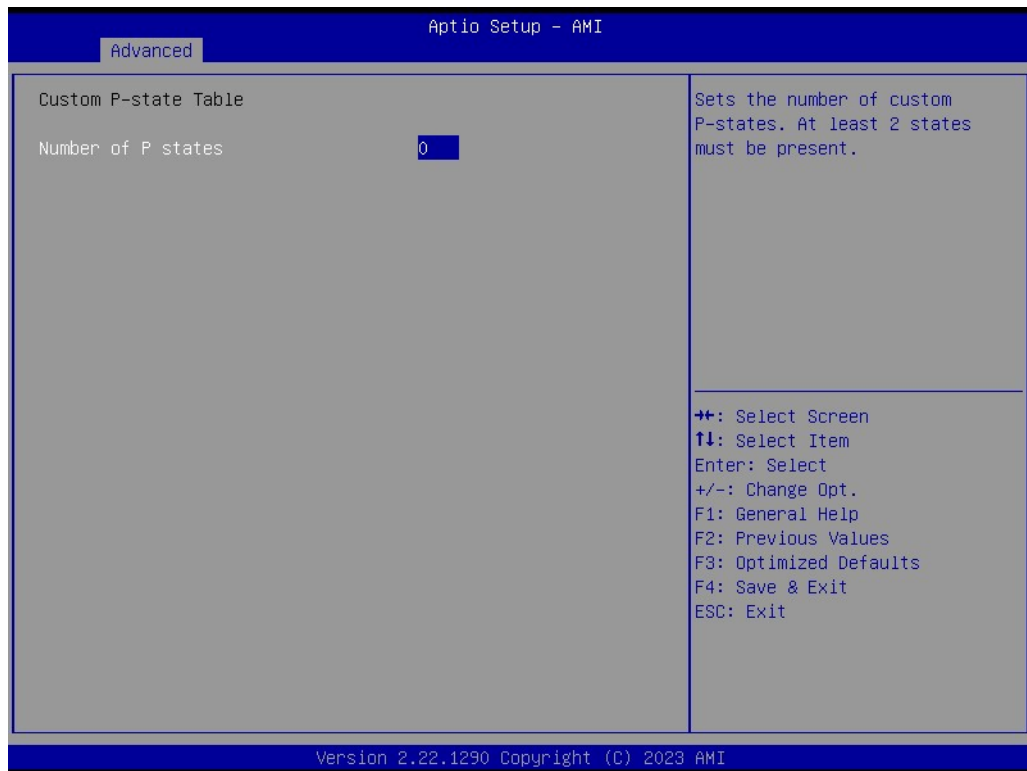 Aptio Setup – AMI
Advanced
Custom P-state Table
Number of P states 0
Sets the number of custom
P-states. At least 2 states
must be present.
→←: Select Screen
↑↓: Select Item
Enter: Select
+/-: Change Opt.
F1: General Help
F2: Previous Values
F3: Optimized Defaults
F4: Save & Exit
ESC: Exit
Version 2.22.1290 Copyright (C) 2023 AMI